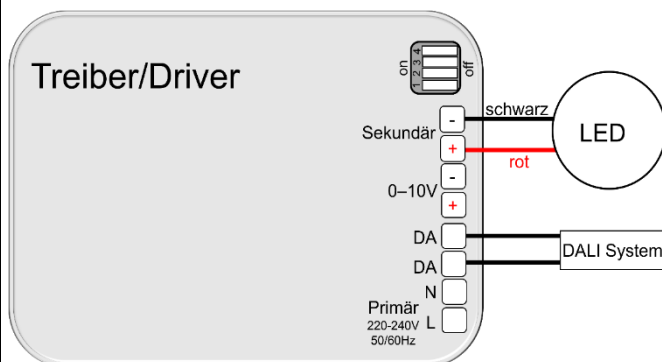 Treiber/Driver
on
1 2 3 4
off
Sekundär
-
schwarz
LED
+
rot
0–10V
-
+
DA
DALI System
DA
N
Primär
220-240V
L
50/60Hz